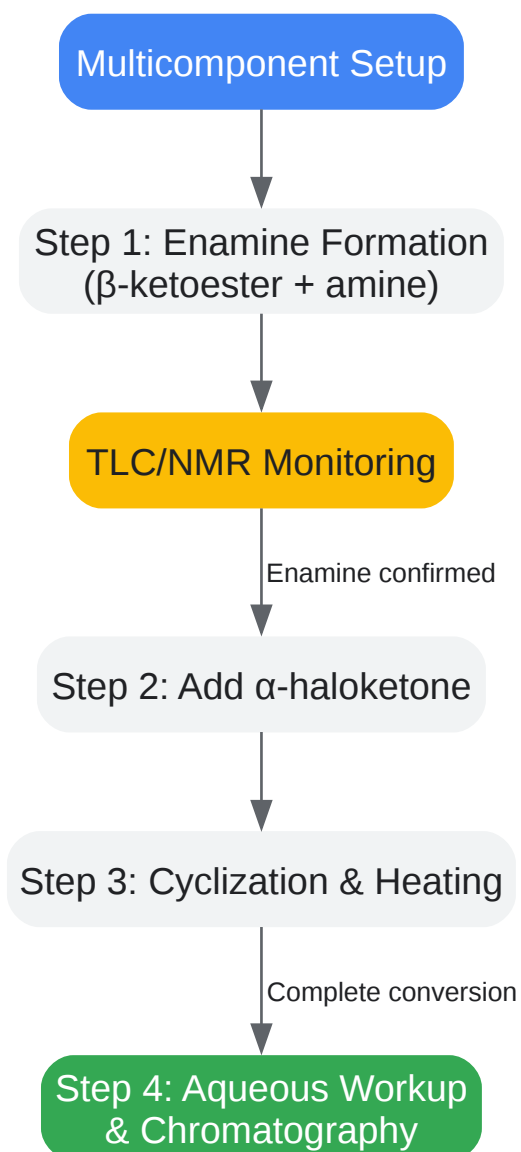 Multicomponent Setup
Step 1: Enamine Formation
(β-ketoester + amine)
TLC/NMR Monitoring
Enamine confirmed
Step 2: Add α-haloketone
Step 3: Cyclization & Heating
Complete conversion
Step 4: Aqueous Workup
& Chromatography